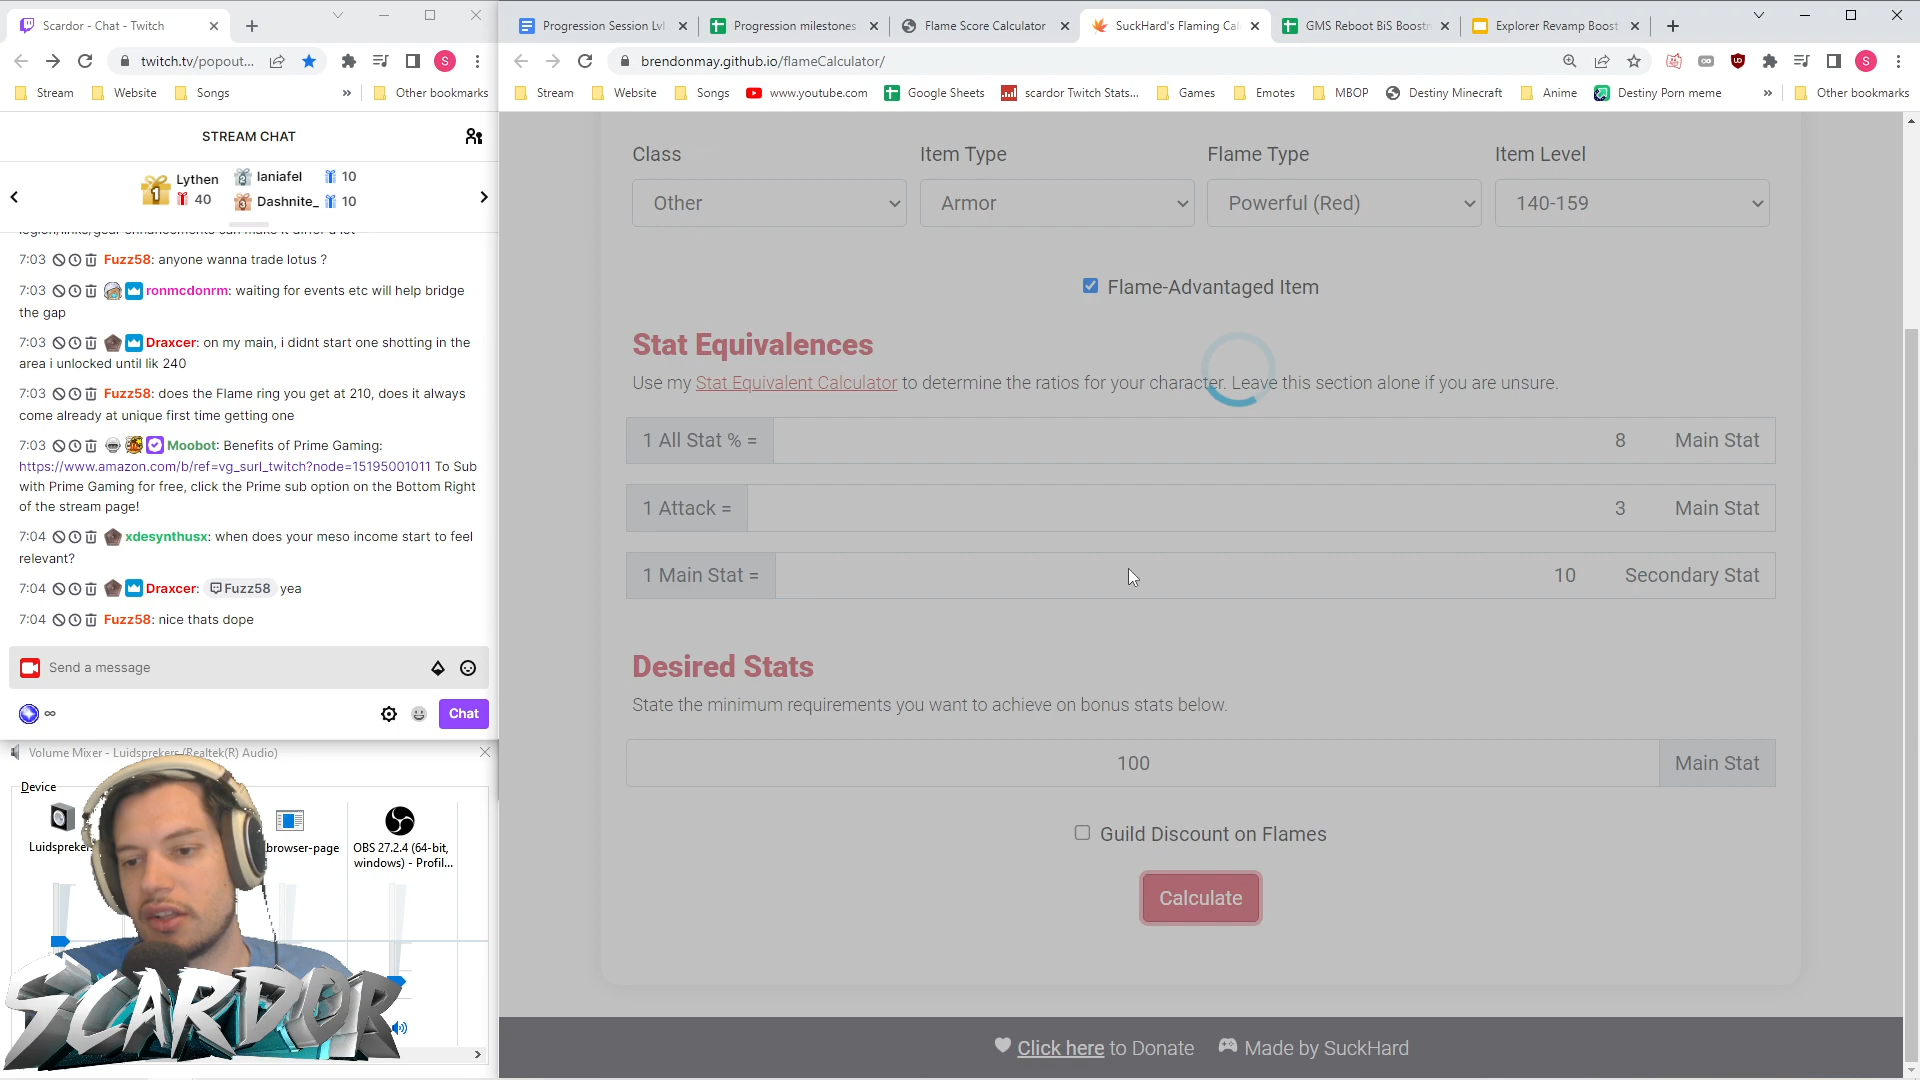 Scardor - Chat - Twitch
twitch.tv/popout...
S
Stream
Website
Songs
»
Other bookmarks
STREAM CHAT
1
Lythen
40
2
laniafel
10
3
Dashnite_
10
7:03 Fuzz58: anyone wanna trade lotus ?
7:03 ronmcdonrm: waiting for events etc will help bridge
the gap
7:03 Draxcer: on my main, i didnt start one shotting in the
area i unlocked until lik 240
7:03 Fuzz58: does the Flame ring you get at 210, does it always
come already at unique first time getting one
7:03 Moobot: Benefits of Prime Gaming:
https://www.amazon.com/b/ref=vg_surl_twitch?node=15195001011 To Sub
with Prime Gaming for free, click the Prime sub option on the Bottom Right
of the stream page!
7:04 xdesynthusx: when does your meso income start to feel
relevant?
7:04 Draxcer: Fuzz58 yea
7:04 Fuzz58: nice thats dope
Send a message
∞
Chat
Volume Mixer - Luidsprekers (Realtek(R) Audio)
Device
browser-page
OBS 27.2.4 (64-bit,
windows) - Profil...
SCARDOR
Progression Session Lvl
Progression milestones
Flame Score Calculator
SuckHard's Flaming Cal
GMS Reboot BiS Boostn
Explorer Revamp Boost
brendonmay.github.io/flameCalculator/
S
Stream
Website
Songs
www.youtube.com
Google Sheets
scardor Twitch Stats...
Games
Emotes
MBOP
Destiny Minecraft
Anime
Destiny Porn meme
»
Other bookmarks
Class
Item Type
Flame Type
Item Level
Other
Armor
Powerful (Red)
140-159
Flame-Advantaged Item
Stat Equivalences
Use my Stat Equivalent Calculator to determine the ratios for your character. Leave this section alone if you are unsure.
1 All Stat % =
8
Main Stat
1 Attack =
3
Main Stat
1 Main Stat =
10
Secondary Stat
Desired Stats
State the minimum requirements you want to achieve on bonus stats below.
100
Main Stat
Guild Discount on Flames
Calculate
Click here to Donate
Made by SuckHard